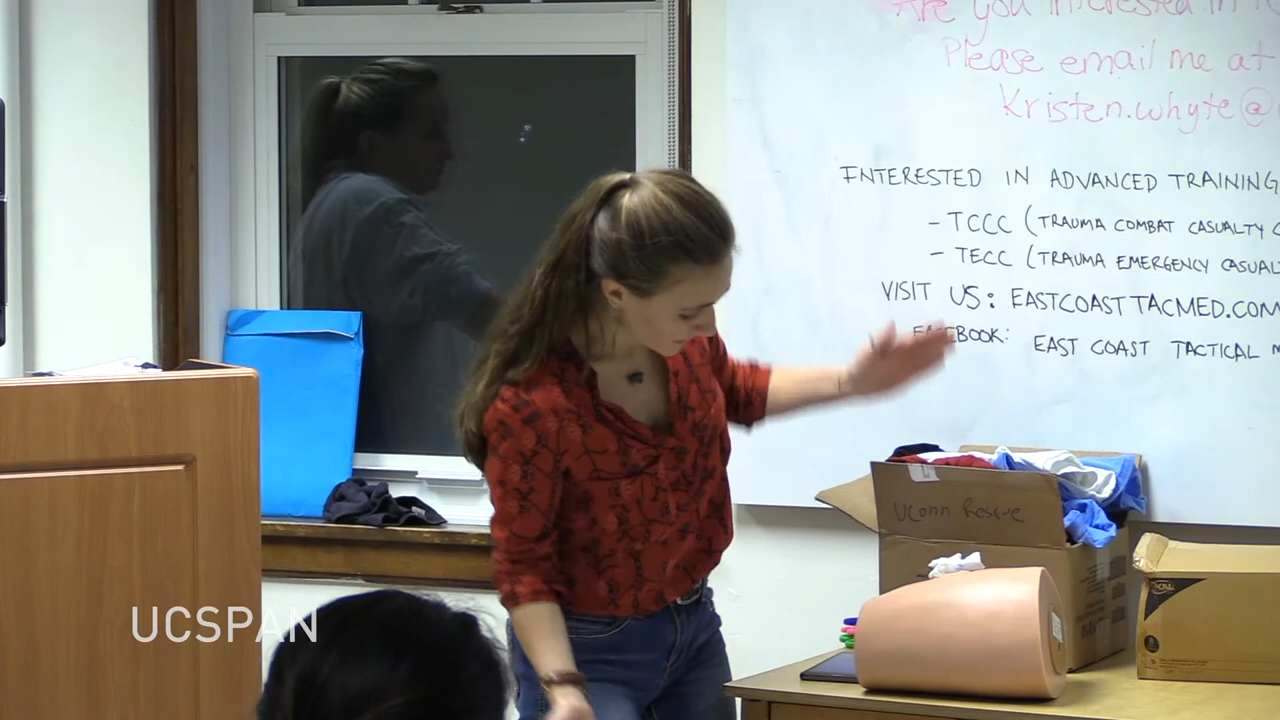 Are you interested in
Please email me at
Kristen.whyte@
INTERESTED IN ADVANCED TRAINING
- TCCC (TRAUMA COMBAT CASUALTY
- TECC (TRAUMA EMERGENCY CASUAL
VISIT US: EASTCOASTTACMED.COM
FACEBOOK: EAST COAST TACTICAL
UConn Rescue
UCSPAN